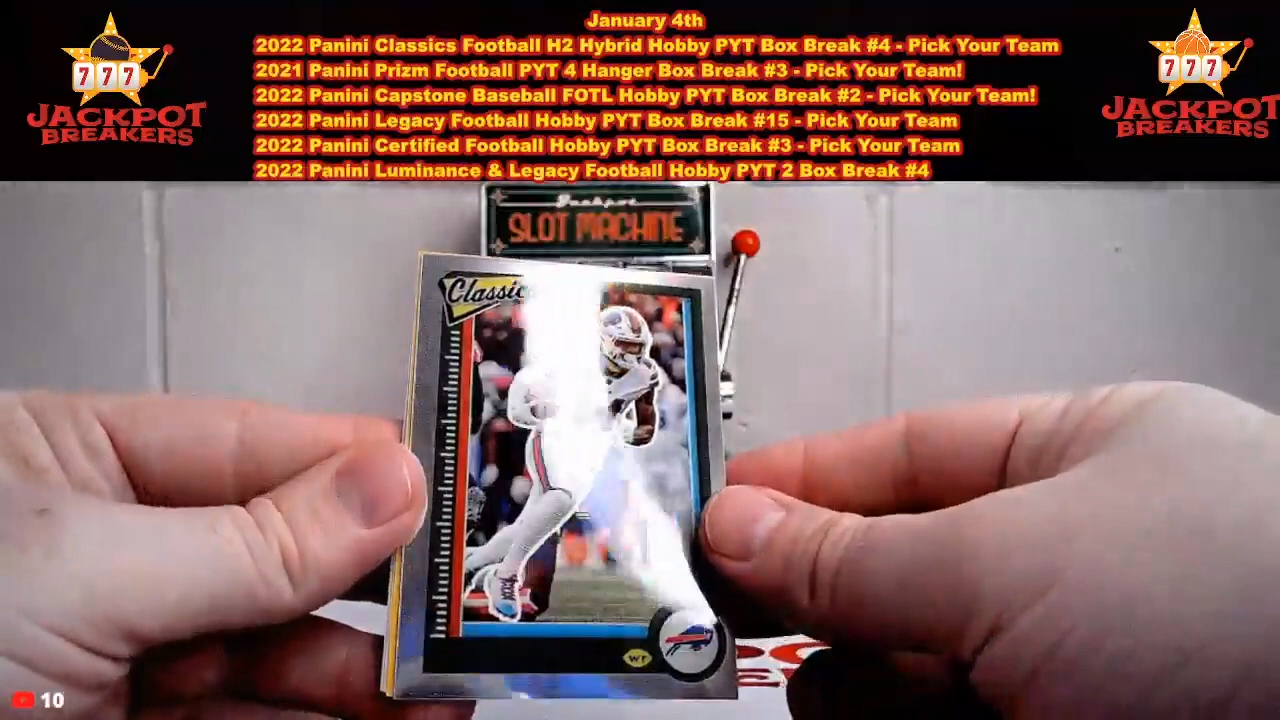 January 4th
2022 Panini Classics Football H2 Hybrid Hobby PYT Box Break #4 - Pick Your Team
2021 Panini Prizm Football PYT 4 Hanger Box Break #3 - Pick Your Team!
2022 Panini Capstone Baseball FOTL Hobby PYT Box Break #2 - Pick Your Team!
2022 Panini Legacy Football Hobby PYT Box Break #15 - Pick Your Team
2022 Panini Certified Football Hobby PYT Box Break #3 - Pick Your Team
2022 Panini Luminance & Legacy Football Hobby PYT 2 Box Break #4
777
JACKPOT
BREAKERS
777
JACKPOT
BREAKERS
Jackpot
SLOT MACHINE
Classic
WR
10